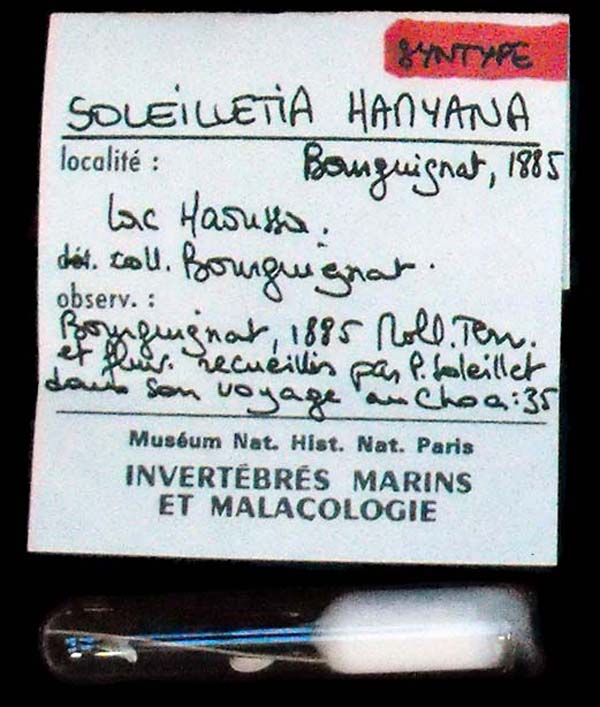 SYNTYPE
SOLEILLETIA HAMYANA
localité : Bourguignat, 1885
Lac Haoussa.
dét. coll. Bourguignat.
observ. :
Bourguignat, 1885 Moll. Terr.
et fluv. recueillis par P. Soleillet
dans son voyage au Choa : 35
Muséum Nat. Hist. Nat. Paris
INVERTÉBRÉS MARINS
ET MALACOLOGIE